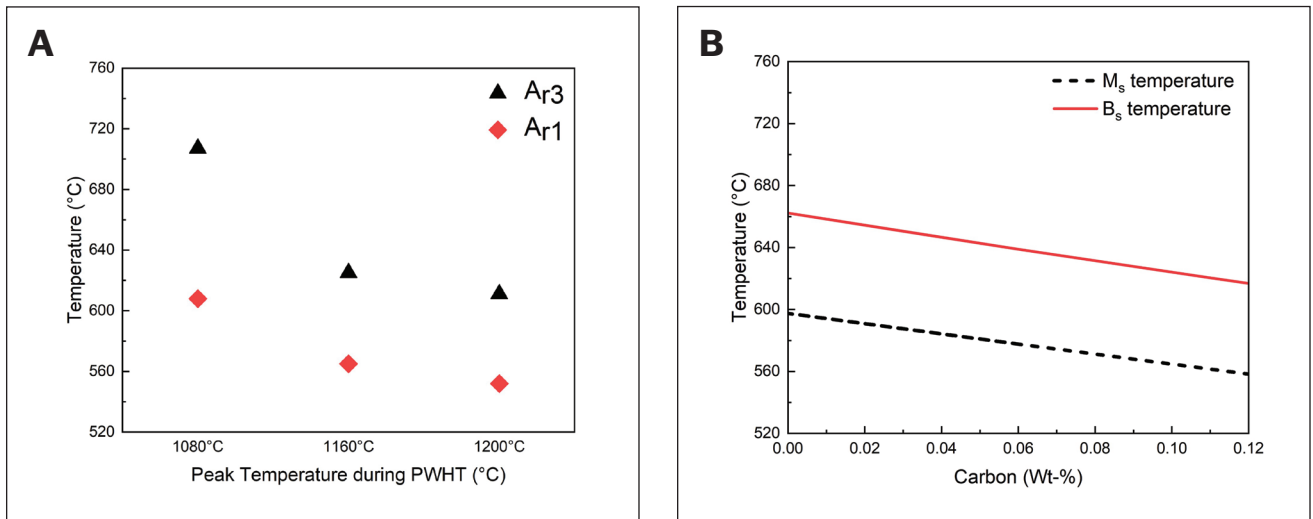 A
760
720
680
640
600
560
520
Temperature (°C)
Ar3
Ar1
1080°C 1160°C 1200°C
Peak Temperature during PWHT (°C)
B
760
720
680
640
600
560
520
Temperature (°C)
Ms temperature
Bs temperature
0.00 0.02 0.04 0.06 0.08 0.10 0.12
Carbon (Wt-%)